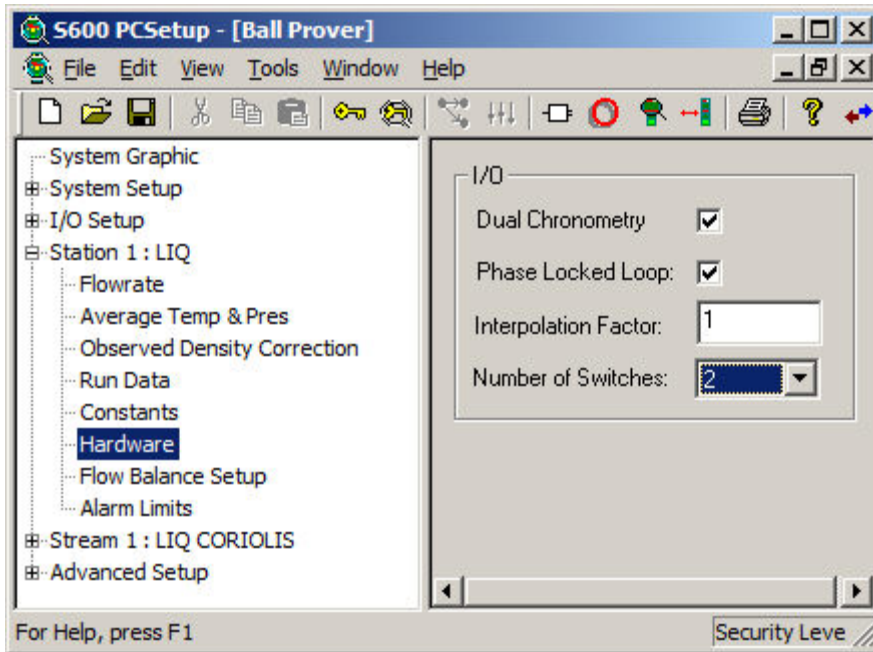 S600 PCSetup - [Ball Prover]
File Edit View Tools Window Help
System Graphic
System Setup
I/O Setup
Station 1 : LIQ
Flowrate
Average Temp & Pres
Observed Density Correction
Run Data
Constants
Hardware
Flow Balance Setup
Alarm Limits
Stream 1 : LIQ CORIOLIS
Advanced Setup
I/O
Dual Chronometry
Phase Locked Loop:
Interpolation Factor: 1
Number of Switches: 2
For Help, press F1 Security Leve